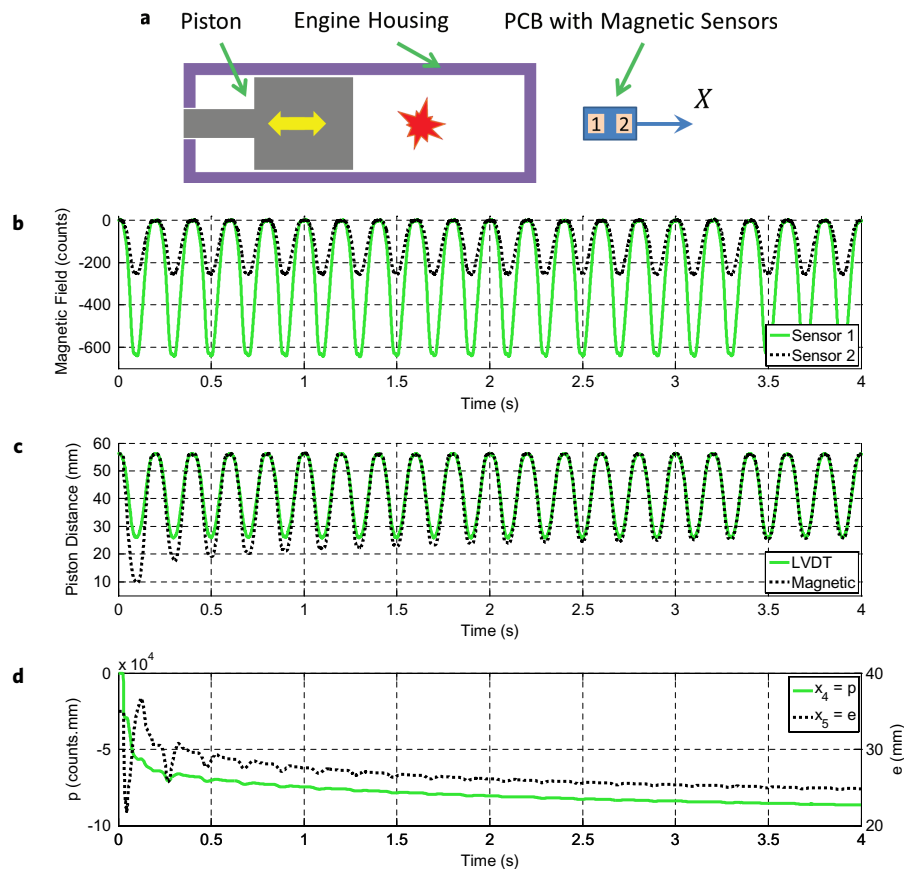 a Piston Engine Housing PCB with Magnetic Sensors
X
1 2
b
Magnetic Field (counts)
0
-200
-400
-600
Sensor 1
Sensor 2
0 0.5 1 1.5 2 2.5 3 3.5 4
Time (s)
c
Piston Distance (mm)
60
50
40
30
20
10
LVDT
Magnetic
0 0.5 1 1.5 2 2.5 3 3.5 4
Time (s)
d
x 10^4
p (counts.mm)
0
-5
-10
x_4 = p
x_5 = e
40
30
20
e (mm)
0 0.5 1 1.5 2 2.5 3 3.5 4
Time (s)